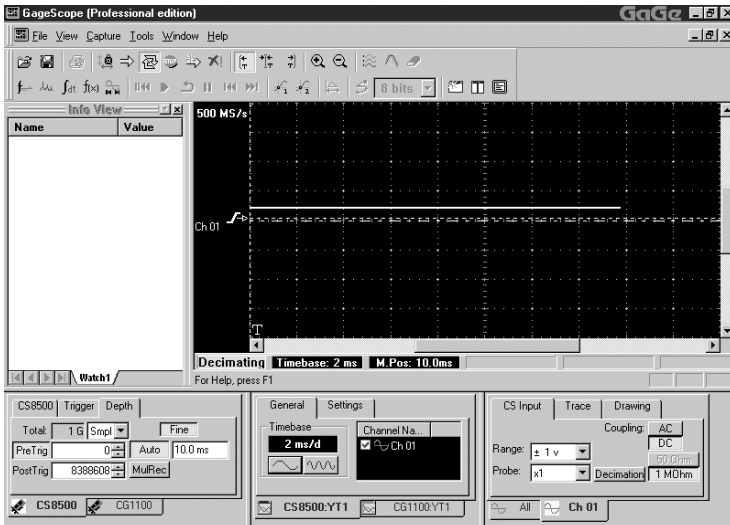 GageScope (Professional edition)
GaGe
File View Capture Tools Window Help
8 bits
Info View
Name Value
Watch1
500 MS/s
Ch 01
T
Decimating Timebase: 2 ms M.Pos: 10.0ms
For Help, press F1
CS8500 Trigger Depth
Total: 1 G Smpl Fine
PreTrig 0 Auto 10.0 ms
PostTrig 8388608 MulRec
CS8500 CG1100
General Settings
Timebase
2 ms/d
Channel Na...
Ch 01
CS8500:YT1 CG1100:YT1
CS Input Trace Drawing
Coupling: AC
DC
50 Ohm
1 MOhm
Range: ± 1 v
Probe: x1 Decimation
All Ch 01